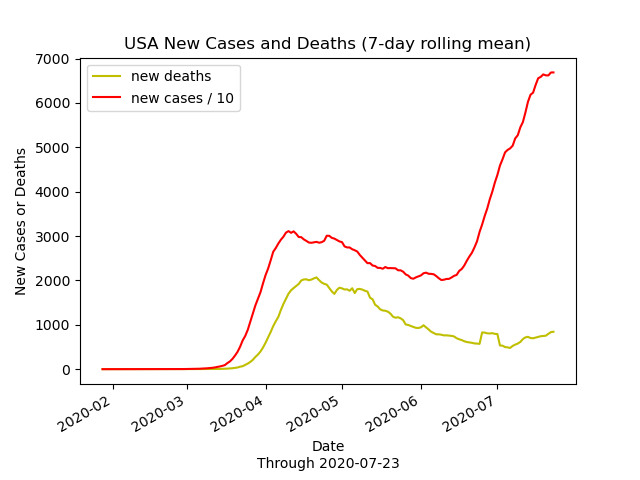 USA New Cases and Deaths (7-day rolling mean)
new deaths
new cases / 10
New Cases or Deaths
7000
6000
5000
4000
3000
2000
1000
0
2020-02
2020-03
2020-04
2020-05
2020-06
2020-07
Date
Through 2020-07-23